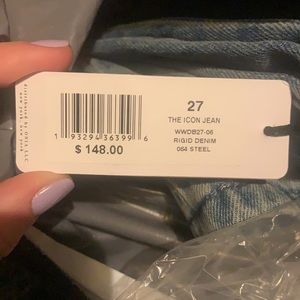 27
THE ICON JEAN
WWDB27-06
RIGID DENIM
064 STEEL
1 93294 36399 6
$ 148.00